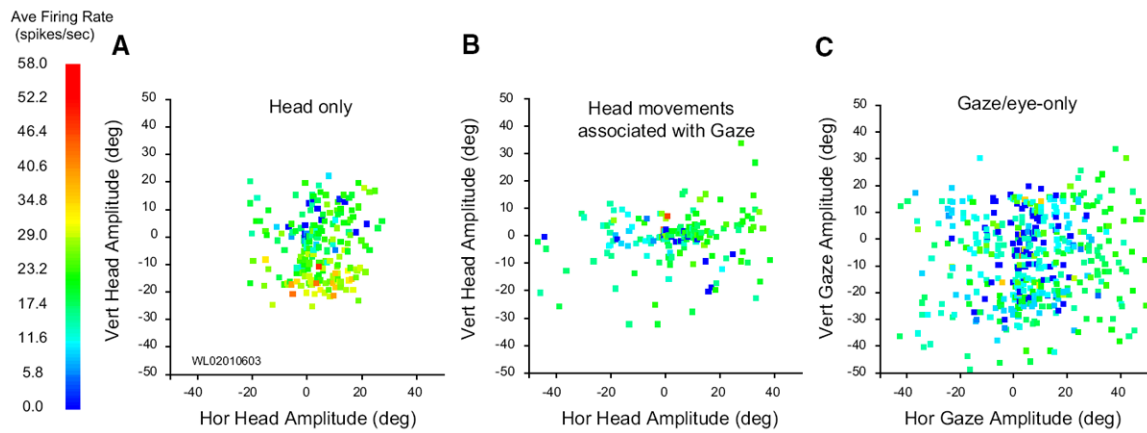 Ave Firing Rate
(spikes/sec)
58.0
52.2
46.4
40.6
34.8
29.0
23.2
17.4
11.6
5.8
0.0
A
Head only
50
40
30
20
10
0
-10
-20
-30
-40
-50
Vert Head Amplitude (deg)
WL02010603
-40 -20 0 20 40
Hor Head Amplitude (deg)
B
Head movements
associated with Gaze
50
40
30
20
10
0
-10
-20
-30
-40
-50
Vert Head Amplitude (deg)
-40 -20 0 20 40
Hor Head Amplitude (deg)
C
Gaze/eye-only
50
40
30
20
10
0
-10
-20
-30
-40
-50
Vert Gaze Amplitude (deg)
-40 -20 0 20 40
Hor Gaze Amplitude (deg)